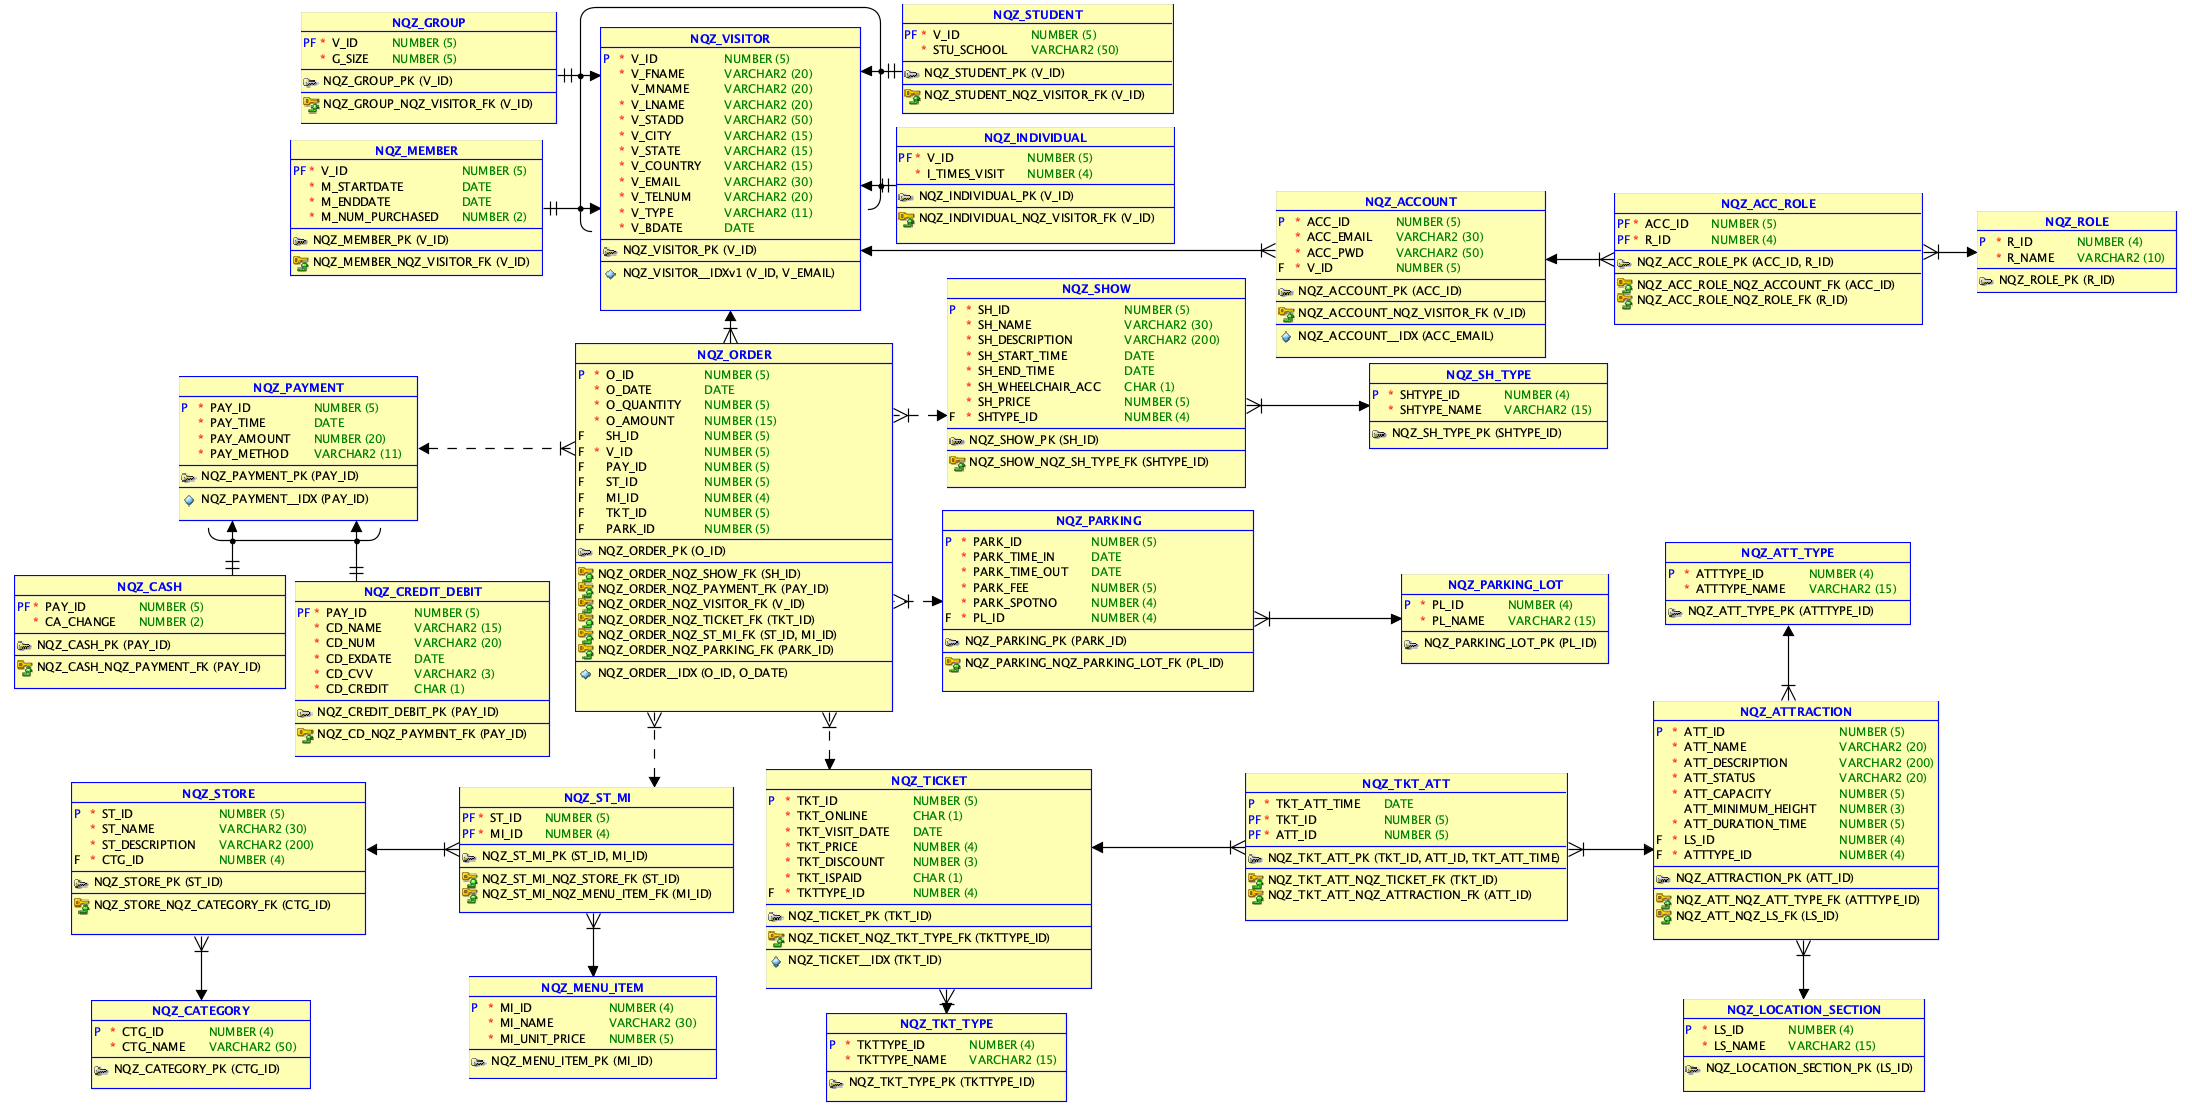 NQZ_GROUP
PF * V_ID NUMBER (5)
* G_SIZE NUMBER (5)
NQZ_GROUP_PK (V_ID)
NQZ_GROUP_NQZ_VISITOR_FK (V_ID)
NQZ_VISITOR
P * V_ID NUMBER (5)
* V_FNAME VARCHAR2 (20)
V_MNAME VARCHAR2 (20)
* V_LNAME VARCHAR2 (20)
* V_STADD VARCHAR2 (50)
* V_CITY VARCHAR2 (15)
* V_STATE VARCHAR2 (15)
* V_COUNTRY VARCHAR2 (15)
* V_EMAIL VARCHAR2 (30)
* V_TELNUM VARCHAR2 (20)
* V_TYPE VARCHAR2 (11)
* V_BDATE DATE
NQZ_VISITOR_PK (V_ID)
NQZ_VISITOR__IDXv1 (V_ID, V_EMAIL)
NQZ_STUDENT
PF * V_ID NUMBER (5)
* STU_SCHOOL VARCHAR2 (50)
NQZ_STUDENT_PK (V_ID)
NQZ_STUDENT_NQZ_VISITOR_FK (V_ID)
NQZ_MEMBER
PF * V_ID NUMBER (5)
* M_STARTDATE DATE
* M_ENDDATE DATE
* M_NUM_PURCHASED NUMBER (2)
NQZ_MEMBER_PK (V_ID)
NQZ_MEMBER_NQZ_VISITOR_FK (V_ID)
NQZ_INDIVIDUAL
PF * V_ID NUMBER (5)
* I_TIMES_VISIT NUMBER (4)
NQZ_INDIVIDUAL_PK (V_ID)
NQZ_INDIVIDUAL_NQZ_VISITOR_FK (V_ID)
NQZ_ACCOUNT
P * ACC_ID NUMBER (5)
* ACC_EMAIL VARCHAR2 (30)
* ACC_PWD VARCHAR2 (50)
F * V_ID NUMBER (5)
NQZ_ACCOUNT_PK (ACC_ID)
NQZ_ACCOUNT_NQZ_VISITOR_FK (V_ID)
NQZ_ACCOUNT__IDX (ACC_EMAIL)
NQZ_ACC_ROLE
PF * ACC_ID NUMBER (5)
PF * R_ID NUMBER (4)
NQZ_ACC_ROLE_PK (ACC_ID, R_ID)
NQZ_ACC_ROLE_NQZ_ACCOUNT_FK (ACC_ID)
NQZ_ACC_ROLE_NQZ_ROLE_FK (R_ID)
NQZ_ROLE
P * R_ID NUMBER (4)
* R_NAME VARCHAR2 (10)
NQZ_ROLE_PK (R_ID)
NQZ_SHOW
P * SH_ID NUMBER (5)
* SH_NAME VARCHAR2 (30)
* SH_DESCRIPTION VARCHAR2 (200)
* SH_START_TIME DATE
* SH_END_TIME DATE
* SH_WHEELCHAIR_ACC CHAR (1)
* SH_PRICE NUMBER (5)
F * SHTYPE_ID NUMBER (4)
NQZ_SHOW_PK (SH_ID)
NQZ_SHOW_NQZ_SH_TYPE_FK (SHTYPE_ID)
NQZ_SH_TYPE
P * SHTYPE_ID NUMBER (4)
* SHTYPE_NAME VARCHAR2 (15)
NQZ_SH_TYPE_PK (SHTYPE_ID)
NQZ_ORDER
P * O_ID NUMBER (5)
* O_DATE DATE
* O_QUANTITY NUMBER (5)
* O_AMOUNT NUMBER (15)
F SH_ID NUMBER (5)
F * V_ID NUMBER (5)
F PAY_ID NUMBER (5)
F ST_ID NUMBER (5)
F MI_ID NUMBER (4)
F TKT_ID NUMBER (5)
F PARK_ID NUMBER (5)
NQZ_ORDER_PK (O_ID)
NQZ_ORDER_NQZ_SHOW_FK (SH_ID)
NQZ_ORDER_NQZ_PAYMENT_FK (PAY_ID)
NQZ_ORDER_NQZ_VISITOR_FK (V_ID)
NQZ_ORDER_NQZ_TICKET_FK (TKT_ID)
NQZ_ORDER_NQZ_ST_MI_FK (ST_ID, MI_ID)
NQZ_ORDER_NQZ_PARKING_FK (PARK_ID)
NQZ_ORDER__IDX (O_ID, O_DATE)
NQZ_PAYMENT
P * PAY_ID NUMBER (5)
* PAY_TIME DATE
* PAY_AMOUNT NUMBER (20)
* PAY_METHOD VARCHAR2 (11)
NQZ_PAYMENT_PK (PAY_ID)
NQZ_PAYMENT__IDX (PAY_ID)
NQZ_CASH
PF * PAY_ID NUMBER (5)
* CA_CHANGE NUMBER (2)
NQZ_CASH_PK (PAY_ID)
NQZ_CASH_NQZ_PAYMENT_FK (PAY_ID)
NQZ_CREDIT_DEBIT
PF * PAY_ID NUMBER (5)
* CD_NAME VARCHAR2 (15)
* CD_NUM VARCHAR2 (20)
* CD_EXDATE DATE
* CD_CVV VARCHAR2 (3)
* CD_CREDIT CHAR (1)
NQZ_CREDIT_DEBIT_PK (PAY_ID)
NQZ_CD_NQZ_PAYMENT_FK (PAY_ID)
NQZ_PARKING
P * PARK_ID NUMBER (5)
* PARK_TIME_IN DATE
* PARK_TIME_OUT DATE
* PARK_FEE NUMBER (5)
* PARK_SPOTNO NUMBER (4)
F * PL_ID NUMBER (4)
NQZ_PARKING_PK (PARK_ID)
NQZ_PARKING_NQZ_PARKING_LOT_FK (PL_ID)
NQZ_PARKING_LOT
P * PL_ID NUMBER (4)
* PL_NAME VARCHAR2 (15)
NQZ_PARKING_LOT_PK (PL_ID)
NQZ_ATT_TYPE
P * ATTTYPE_ID NUMBER (4)
* ATTTYPE_NAME VARCHAR2 (15)
NQZ_ATT_TYPE_PK (ATTTYPE_ID)
NQZ_ATTRACTION
P * ATT_ID NUMBER (5)
* ATT_NAME VARCHAR2 (20)
* ATT_DESCRIPTION VARCHAR2 (200)
* ATT_STATUS VARCHAR2 (20)
* ATT_CAPACITY NUMBER (5)
ATT_MINIMUM_HEIGHT NUMBER (3)
* ATT_DURATION_TIME NUMBER (5)
F * LS_ID NUMBER (4)
F * ATTTYPE_ID NUMBER (4)
NQZ_ATTRACTION_PK (ATT_ID)
NQZ_ATT_NQZ_ATT_TYPE_FK (ATTTYPE_ID)
NQZ_ATT_NQZ_LS_FK (LS_ID)
NQZ_STORE
P * ST_ID NUMBER (5)
* ST_NAME VARCHAR2 (30)
* ST_DESCRIPTION VARCHAR2 (200)
F * CTG_ID NUMBER (4)
NQZ_STORE_PK (ST_ID)
NQZ_STORE_NQZ_CATEGORY_FK (CTG_ID)
NQZ_ST_MI
PF * ST_ID NUMBER (5)
PF * MI_ID NUMBER (4)
NQZ_ST_MI_PK (ST_ID, MI_ID)
NQZ_ST_MI_NQZ_STORE_FK (ST_ID)
NQZ_ST_MI_NQZ_MENU_ITEM_FK (MI_ID)
NQZ_TICKET
P * TKT_ID NUMBER (5)
* TKT_ONLINE CHAR (1)
* TKT_VISIT_DATE DATE
* TKT_PRICE NUMBER (4)
* TKT_DISCOUNT NUMBER (3)
* TKT_ISPAID CHAR (1)
F * TKTTYPE_ID NUMBER (4)
NQZ_TICKET_PK (TKT_ID)
NQZ_TICKET_NQZ_TKT_TYPE_FK (TKTTYPE_ID)
NQZ_TICKET__IDX (TKT_ID)
NQZ_TKT_ATT
P * TKT_ATT_TIME DATE
PF * TKT_ID NUMBER (5)
PF * ATT_ID NUMBER (5)
NQZ_TKT_ATT_PK (TKT_ID, ATT_ID, TKT_ATT_TIME)
NQZ_TKT_ATT_NQZ_TICKET_FK (TKT_ID)
NQZ_TKT_ATT_NQZ_ATTRACTION_FK (ATT_ID)
NQZ_CATEGORY
P * CTG_ID NUMBER (4)
* CTG_NAME VARCHAR2 (50)
NQZ_CATEGORY_PK (CTG_ID)
NQZ_MENU_ITEM
P * MI_ID NUMBER (4)
* MI_NAME VARCHAR2 (30)
* MI_UNIT_PRICE NUMBER (5)
NQZ_MENU_ITEM_PK (MI_ID)
NQZ_TKT_TYPE
P * TKTTYPE_ID NUMBER (4)
* TKTTYPE_NAME VARCHAR2 (15)
NQZ_TKT_TYPE_PK (TKTTYPE_ID)
NQZ_LOCATION_SECTION
P * LS_ID NUMBER (4)
* LS_NAME VARCHAR2 (15)
NQZ_LOCATION_SECTION_PK (LS_ID)